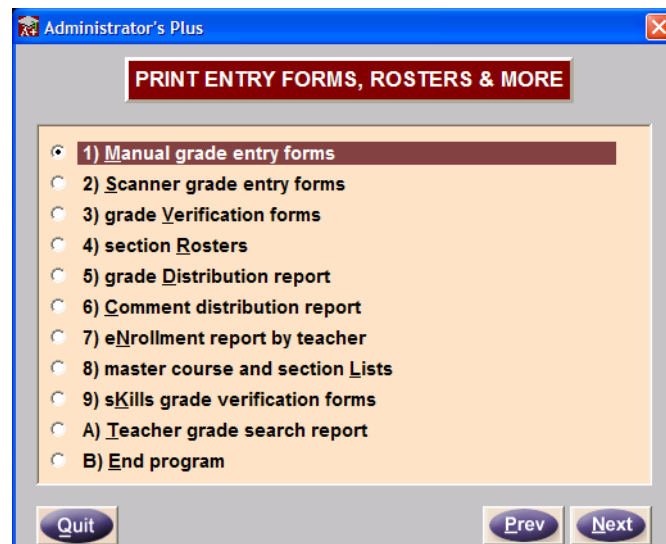 Administrator's Plus
PRINT ENTRY FORMS, ROSTERS & MORE
1) Manual grade entry forms
2) Scanner grade entry forms
3) grade Verification forms
4) section Rosters
5) grade Distribution report
6) Comment distribution report
7) eNrollment report by teacher
8) master course and section Lists
9) sKills grade verification forms
A) Teacher grade search report
B) End program
Quit Prev Next